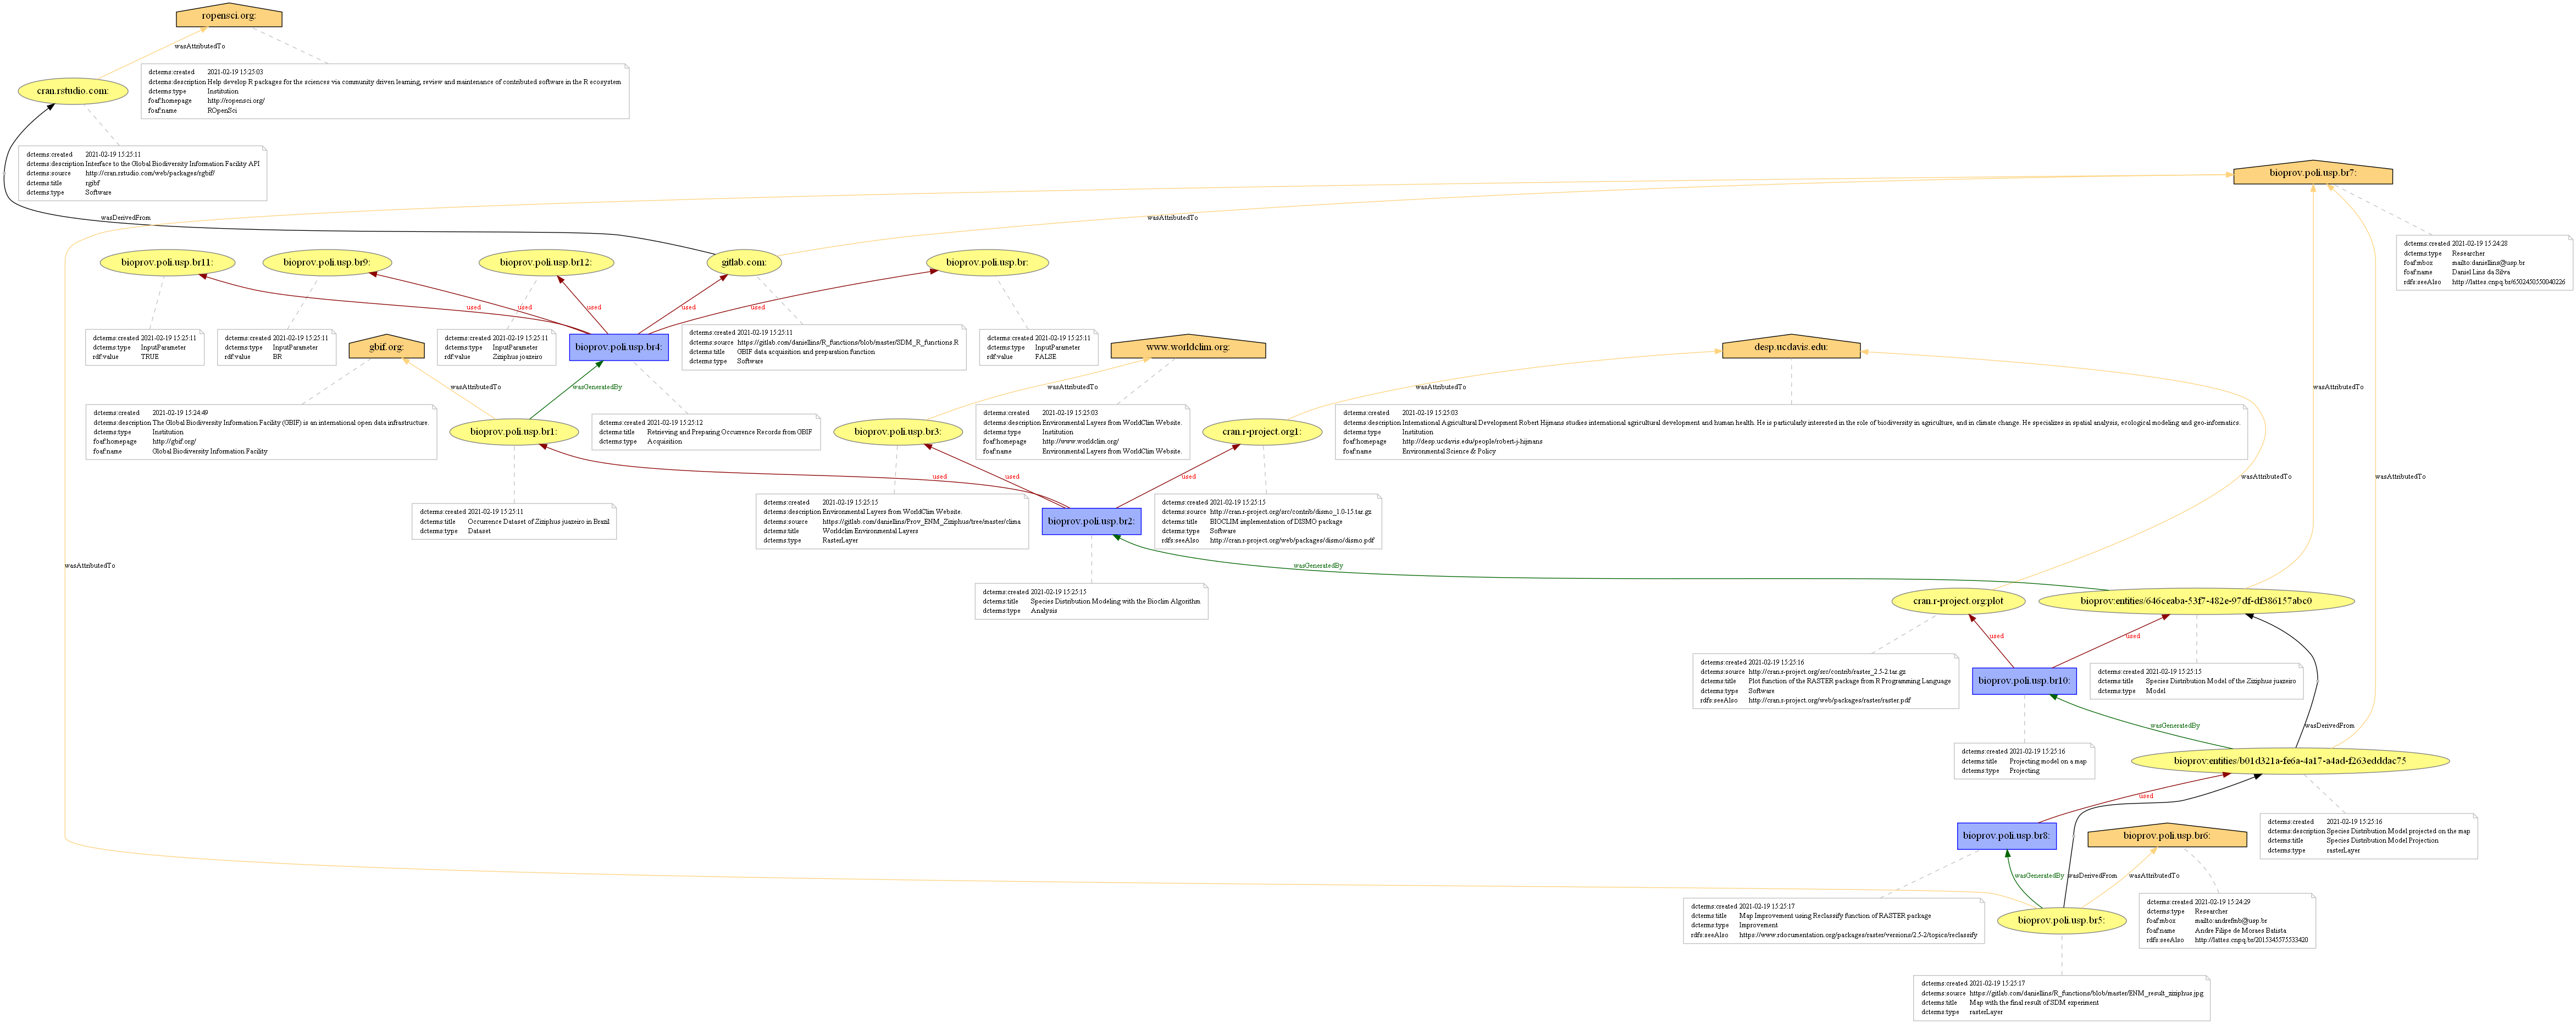 ropensci.org:
wasAttributedTo
dcterms:created 2021-02-19 15:25:03
dcterms:description Help develop R packages for the sciences via community driven learning, review and maintenance of contributed software in the R ecosystem
dcterms:type Institution
foaf:homepage http://ropensci.org/
foaf:name ROpenSci
cran.rstudio.com:
dcterms:created 2021-02-19 15:25:11
dcterms:description Interface to the Global Biodiversity Information Facility API
dcterms:source http://cran.rstudio.com/web/packages/rgbif/
dcterms:title rgibf
dcterms:type Software
wasDerivedFrom
wasAttributedTo
bioprov.poli.usp.br7:
dcterms:created 2021-02-19 15:24:28
dcterms:type Researcher
foaf:mbox mailto:daniellins@usp.br
foaf:name Daniel Lins da Silva
rdfs:seeAlso http://lattes.cnpq.br/6502450550040226
bioprov.poli.usp.br11:
bioprov.poli.usp.br9:
bioprov.poli.usp.br12:
gitlab.com:
bioprov.poli.usp.br:
used
used
used
used
used
dcterms:created 2021-02-19 15:25:11
dcterms:type InputParameter
rdf:value TRUE
dcterms:created 2021-02-19 15:25:11
dcterms:type InputParameter
rdf:value BR
dcterms:created 2021-02-19 15:25:11
dcterms:type InputParameter
rdf:value Ziziphus joazeiro
bioprov.poli.usp.br4:
dcterms:created 2021-02-19 15:25:11
dcterms:source https://gitlab.com/daniellins/R_functions/blob/master/SDM_R_functions.R
dcterms:title GBIF data acquisition and preparation function
dcterms:type Software
dcterms:created 2021-02-19 15:25:11
dcterms:type InputParameter
rdf:value FALSE
gbif.org:
www.worldclim.org:
desp.ucdavis.edu:
wasAttributedTo
wasGeneratedBy
wasAttributedTo
wasAttributedTo
wasAttributedTo
dcterms:created 2021-02-19 15:24:49
dcterms:description The Global Biodiversity Information Facility (GBIF) is an international open data infrastructure.
dcterms:type Institution
foaf:homepage http://gbif.org/
foaf:name Global Biodiversity Information Facility
bioprov.poli.usp.br1:
dcterms:created 2021-02-19 15:25:12
dcterms:title Retrieving and Preparing Occurrence Records from GBIF
dcterms:type Acquisition
bioprov.poli.usp.br3:
dcterms:created 2021-02-19 15:25:03
dcterms:description Environmental Layers from WorldClim Website.
dcterms:type Institution
foaf:homepage http://www.worldclim.org/
foaf:name Environmental Layers from WorldClim Website.
cran.r-project.org1:
dcterms:created 2021-02-19 15:25:03
dcterms:description International Agricultural Development Robert Hijmans studies international agricultural development and human health. He is particularly interested in the role of biodiversity in agriculture, and in climate change. He specializes in spatial analysis, ecological modeling and geo-informatics.
dcterms:type Institution
foaf:homepage http://desp.ucdavis.edu/people/robert-j-hijmans
foaf:name Environmental Science & Policy
used
used
used
wasAttributedTo
wasAttributedTo
dcterms:created 2021-02-19 15:25:11
dcterms:title Occurrence Dataset of Ziziphus juazeiro in Brazil
dcterms:type Dataset
dcterms:created 2021-02-19 15:25:15
dcterms:description Environmental Layers from WorldClim Website.
dcterms:source https://gitlab.com/daniellins/Prov_ENM_Ziziphus/tree/master/clima
dcterms:title Worldclim Environmental Layers
dcterms:type RasterLayer
bioprov.poli.usp.br2:
dcterms:created 2021-02-19 15:25:15
dcterms:source http://cran.r-project.org/src/contrib/dismo_1.0-15.tar.gz
dcterms:title BIOCLIM implementation of DISMO package
dcterms:type Software
rdfs:seeAlso http://cran.r-project.org/web/packages/dismo/dismo.pdf
wasAttributedTo
wasGeneratedBy
dcterms:created 2021-02-19 15:25:15
dcterms:title Species Distribution Modeling with the Bioclim Algorithm
dcterms:type Analysis
cran.r-project.org:plot
bioprov:entities/646ceaba-53f7-482e-97df-df386157abc0
used
used
dcterms:created 2021-02-19 15:25:16
dcterms:source http://cran.r-project.org/src/contrib/raster_2.5-2.tar.gz
dcterms:title Plot function of the RASTER package from R Programming Language
dcterms:type Software
rdfs:seeAlso http://cran.r-project.org/web/packages/raster/raster.pdf
bioprov.poli.usp.br10:
dcterms:created 2021-02-19 15:25:15
dcterms:title Species Distribution Model of the Ziziphus juazeiro
dcterms:type Model
wasGeneratedBy
wasDerivedFrom
dcterms:created 2021-02-19 15:25:16
dcterms:title Projecting model on a map
dcterms:type Projecting
bioprov:entities/b01d321a-fe6a-4a17-a4ad-f263edddac75
used
bioprov.poli.usp.br8:
bioprov.poli.usp.br6:
dcterms:created 2021-02-19 15:25:16
dcterms:description Species Distribution Model projected on the map
dcterms:title Species Distribution Model Projection
dcterms:type rasterLayer
wasGeneratedBy
wasDerivedFrom
wasAttributedTo
dcterms:created 2021-02-19 15:25:17
dcterms:title Map Improvement using Reclassify function of RASTER package
dcterms:type Improvement
rdfs:seeAlso https://www.rdocumentation.org/packages/raster/versions/2.5-2/topics/reclassify
bioprov.poli.usp.br5:
dcterms:created 2021-02-19 15:24:29
dcterms:type Researcher
foaf:mbox mailto:andrefmb@usp.br
foaf:name Andre Filipe de Moraes Batista
rdfs:seeAlso http://lattes.cnpq.br/2015345575533420
dcterms:created 2021-02-19 15:25:17
dcterms:source https://gitlab.com/daniellins/R_functions/blob/master/ENM_result_ziziphus.jpg
dcterms:title Map with the final result of SDM experiment
dcterms:type rasterLayer